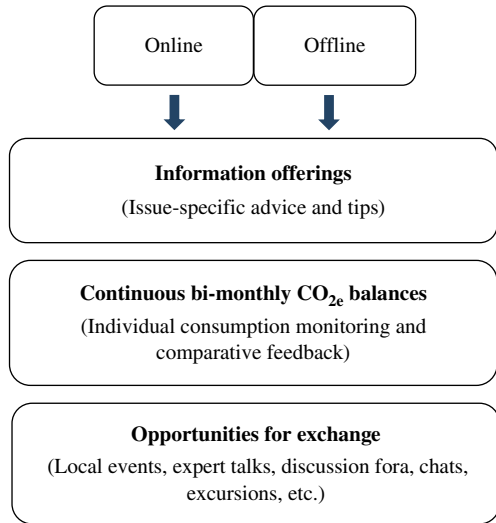 Online Offline
Information offerings
(Issue-specific advice and tips)
Continuous bi-monthly CO2e balances
(Individual consumption monitoring and
comparative feedback)
Opportunities for exchange
(Local events, expert talks, discussion fora, chats,
excursions, etc.)